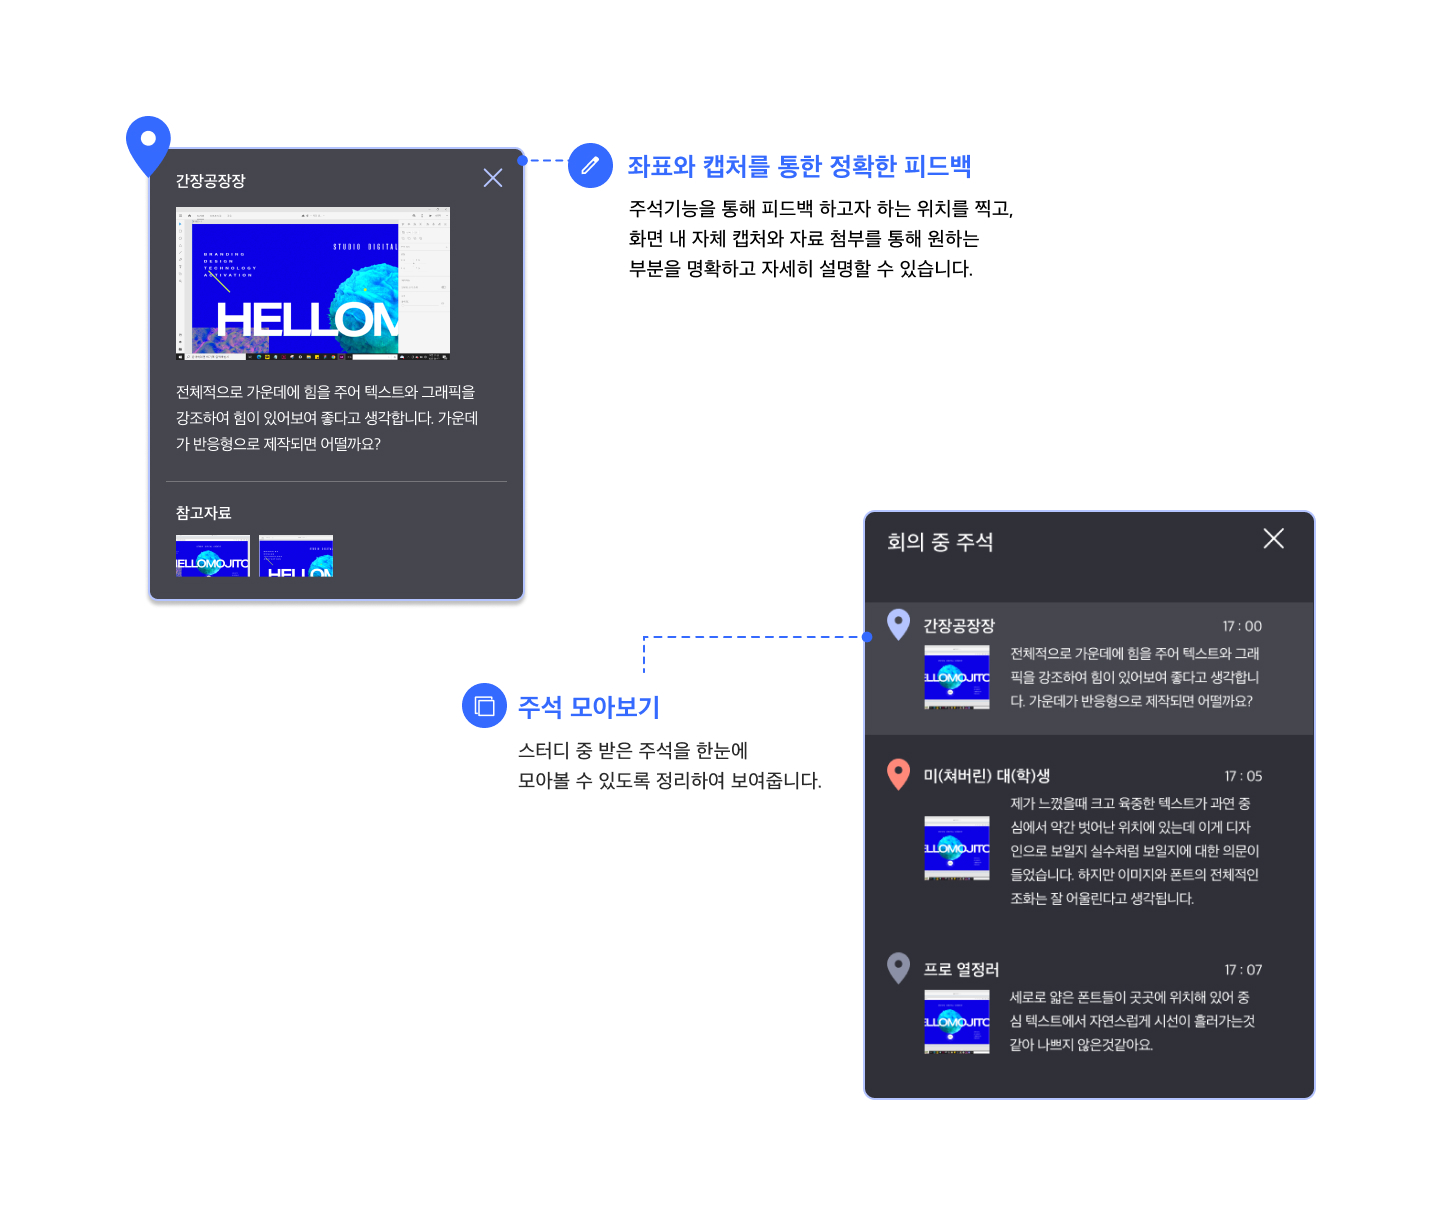 간장공장장
STUDIO DIGITAL
BRANDING
DESIGN
TECHNOLOGY
ACTIVATION
HELLOM
전체적으로 가운데에 힘을 주어 텍스트와 그래픽을
강조하여 힘이 있어보여 좋다고 생각합니다. 가운데
가 반응형으로 제작되면 어떨까요?
참고자료
ELLOMOJITO
HELLO
좌표와 캡처를 통한 정확한 피드백
주석기능을 통해 피드백 하고자 하는 위치를 찍고,
화면 내 자체 캡처와 자료 첨부를 통해 원하는
부분을 명확하고 자세히 설명할 수 있습니다.
주석 모아보기
스터디 중 받은 주석을 한눈에
모아볼 수 있도록 정리하여 보여줍니다.
회의 중 주석
간장공장장 17 : 00
ELLOMOJITO
전체적으로 가운데에 힘을 주어 텍스트와 그래
픽을 강조하여 힘이 있어보여 좋다고 생각합니
다. 가운데가 반응형으로 제작되면 어떨까요?
미(쳐버린) 대(학)생 17 : 05
ELLOMOJITO
제가 느꼈을때 크고 육중한 텍스트가 과연 중
심에서 약간 벗어난 위치에 있는데 이게 디자
인으로 보일지 실수처럼 보일지에 대한 의문이
들었습니다. 하지만 이미지와 폰트의 전체적인
조화는 잘 어울린다고 생각됩니다.
프로 열정러 17 : 07
ELLOMOJITO
세로로 얇은 폰트들이 곳곳에 위치해 있어 중
심 텍스트에서 자연스럽게 시선이 흘러가는것
같아 나쁘지 않은것같아요.